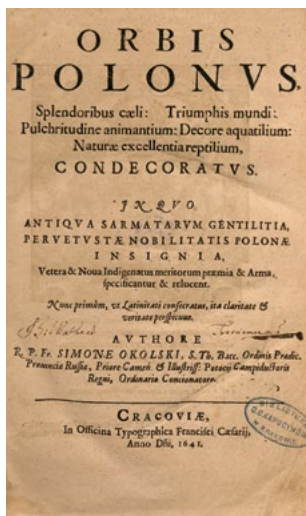 ORBIS
POLONVS.
Splendoribus cæli: Triumphis mundi:
Pulchritudine animantium: Decore aquatilium:
Naturæ excellentia reptilium,
CONDECORATVS.
IN QVO
ANTIQVA SARMATARVM GENTILITIA,
PERVETVSTÆ NOBILITATIS POLONÆ
INSIGNIA,
Vetera & Noua Indigenatus meritorum præmia & Arma,
specificantur & relucent.
Nunc primùm, vt Latinitati consecratus, ita claritate &
veritate perspicuus.
AVTHORE
R. P. Fr. SIMONE OKOLSKI, S. Th. Bacc. Ordinis Prædic.
Prouincia Russiæ, Priore Camen. & Illustriss: Potocij Campiductoris
Regni, Ordinario Concionatore.
CRACOVIÆ,
In Officina Typographica Francisci Cæsarij,
Anno Dñi, 1641.